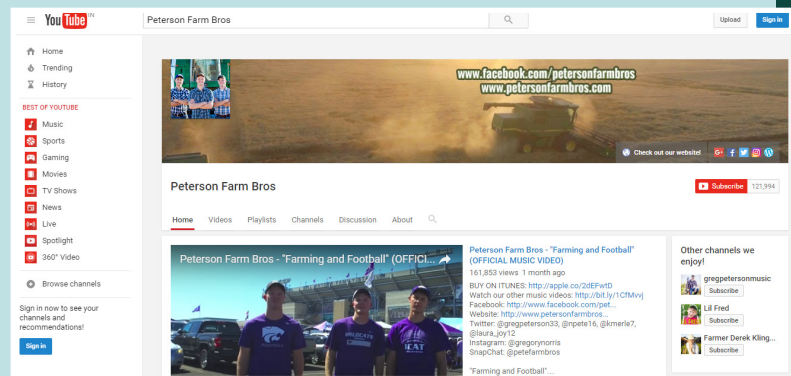 YouTube IN
Peterson Farm Bros
Upload
Sign in
Home
Trending
History
BEST OF YOUTUBE
Music
Sports
Gaming
Movies
TV Shows
News
Live
Spotlight
360° Video
Browse channels
Sign in now to see your
channels and
recommendations!
Sign in
www.facebook.com/petersonfarmbros
www.petersonfarmbros.com
Check out our website!
Peterson Farm Bros
Subscribe 121,994
Home Videos Playlists Channels Discussion About
Peterson Farm Bros - "Farming and Football" (OFFICI...
WILDCATS
CAT
Peterson Farm Bros - "Farming and Football"
(OFFICIAL MUSIC VIDEO)
161,853 views 1 month ago
BUY ON ITUNES: http://apple.co/2dEFwtD
Watch our other music videos: http://bit.ly/1CfMvvj
Facebook: http://www.facebook.com/pet...
Website: http://www.petersonfarmbros...
Twitter: @gregpeterson33, @npete16, @kmerle7,
@laura_joy12
Instagram: @gregorynorris
SnapChat: @petefarmbros
"Farming and Football"...
Other channels we
enjoy!
gregpetersonmusic
Subscribe
Lil Fred
Subscribe
Farmer Derek Kling...
Subscribe